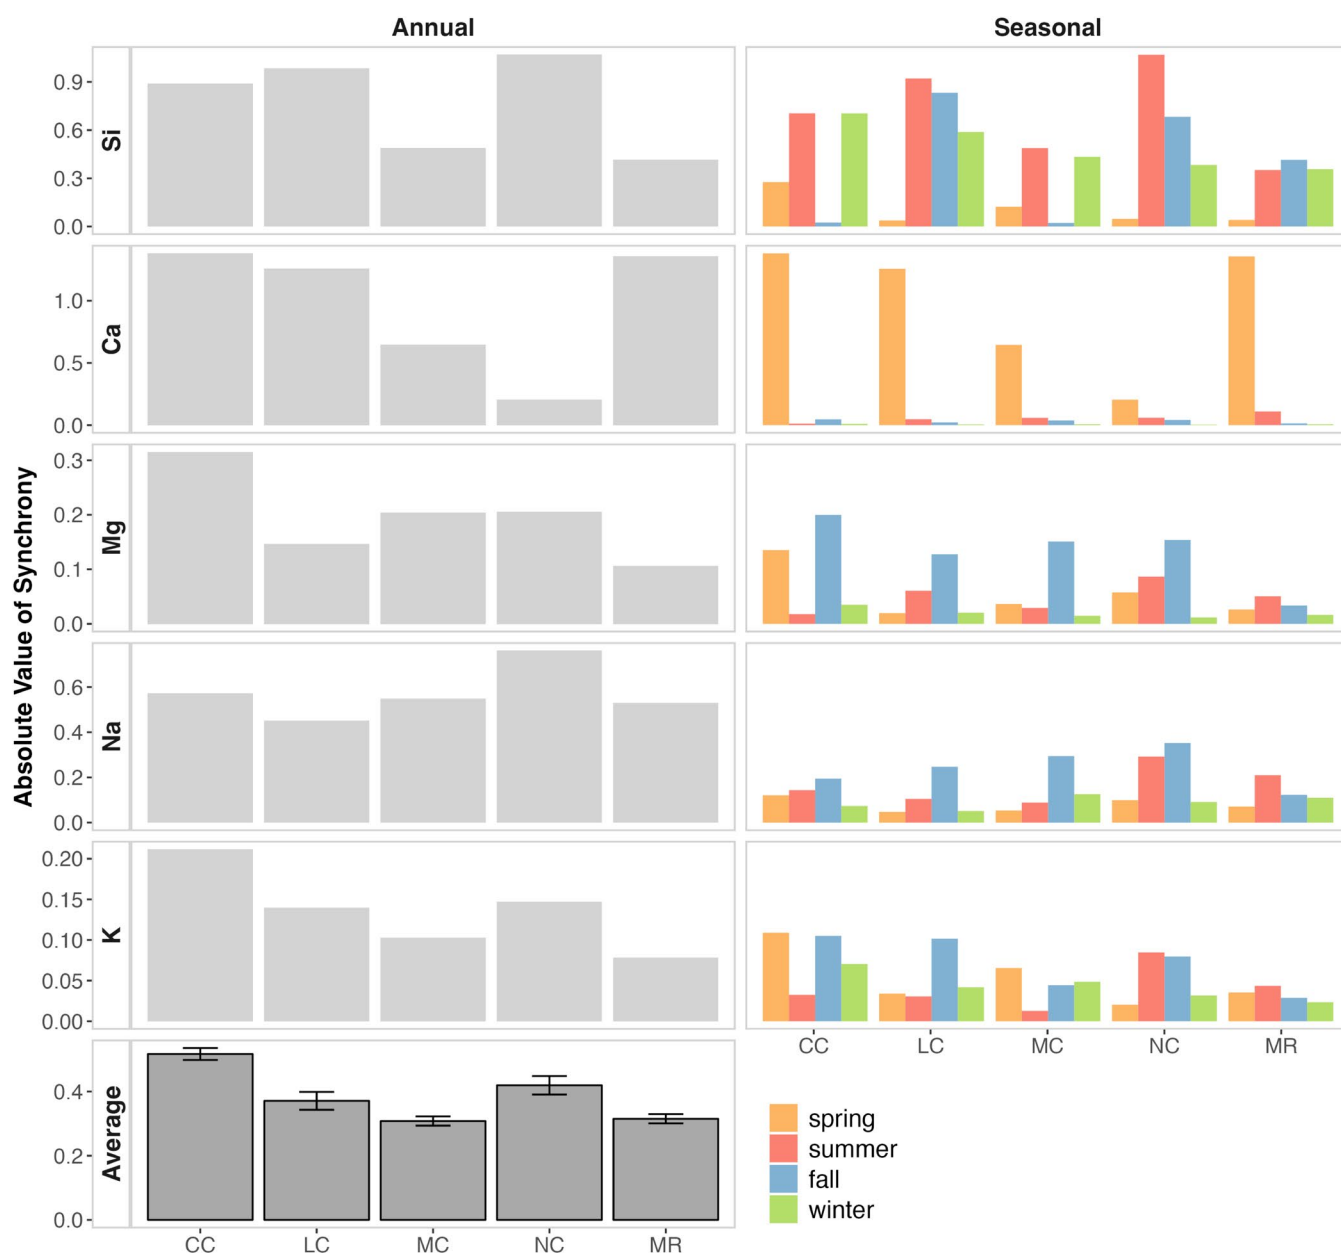 Annual
Seasonal
Absolute Value of Synchrony
Si
0.9
0.6
0.3
0.0
Ca
1.0
0.5
0.0
Mg
0.3
0.2
0.1
0.0
Na
0.6
0.4
0.2
0.0
K
0.20
0.15
0.10
0.05
0.00
CC LC MC NC MR
Average
0.4
0.2
0.0
CC LC MC NC MR
spring
summer
fall
winter